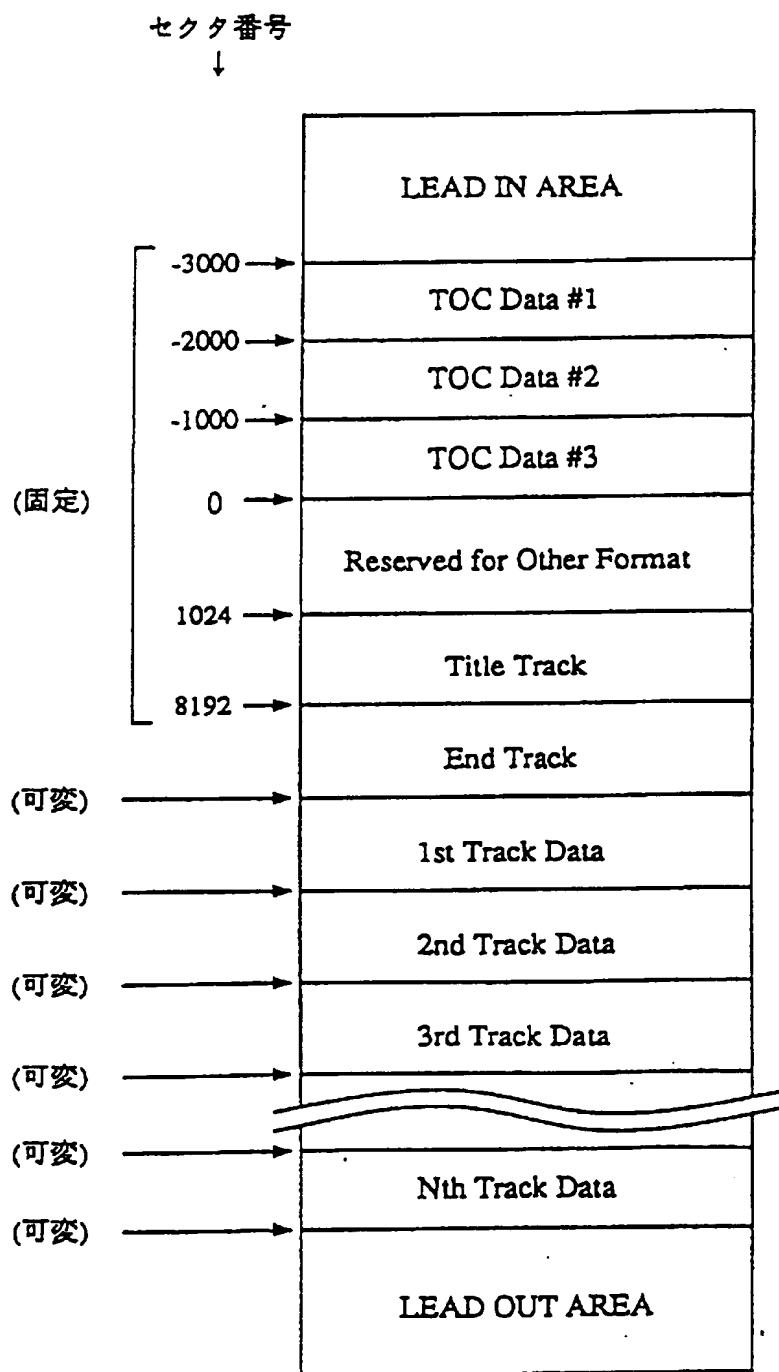 セクタ番号
↓
LEAD IN AREA
-3000
TOC Data #1
-2000
TOC Data #2
-1000
TOC Data #3
(固定)
0
Reserved for Other Format
1024
Title Track
8192
End Track
(可変)
1st Track Data
(可変)
2nd Track Data
(可変)
3rd Track Data
(可変)
(可変)
Nth Track Data
(可変)
LEAD OUT AREA